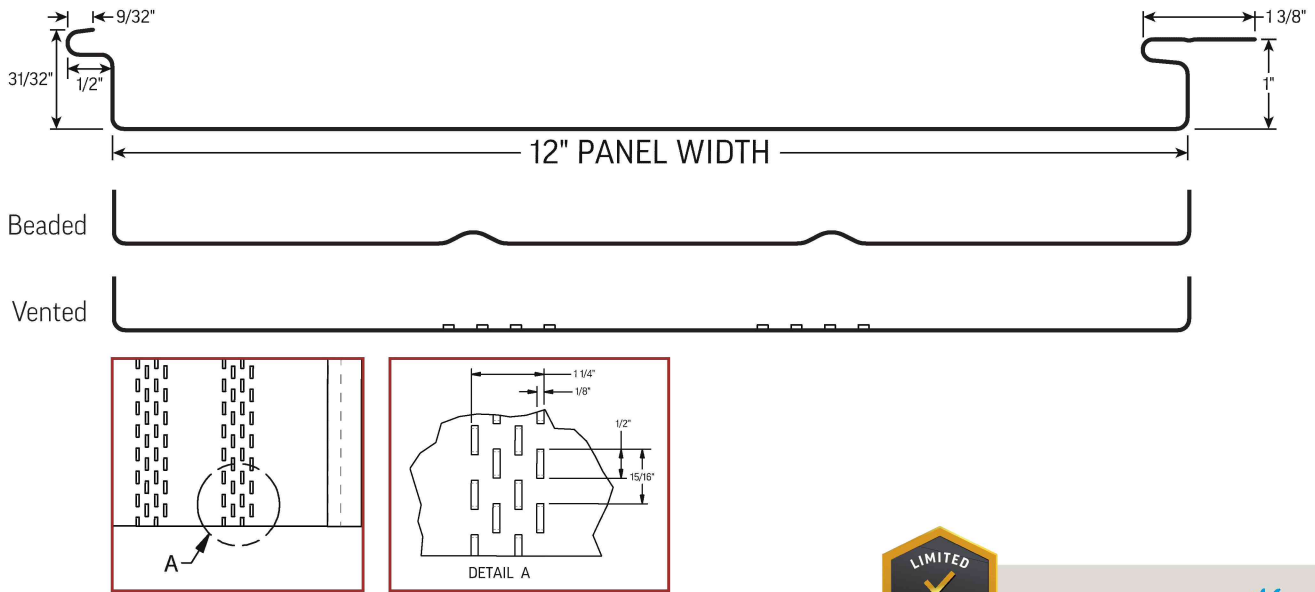 9/32"
1 3/8"
31/32"
1/2"
1"
12" PANEL WIDTH
Beaded
Vented
A
1 1/4"
1/8"
1/2"
15/16"
DETAIL A
LIMITED